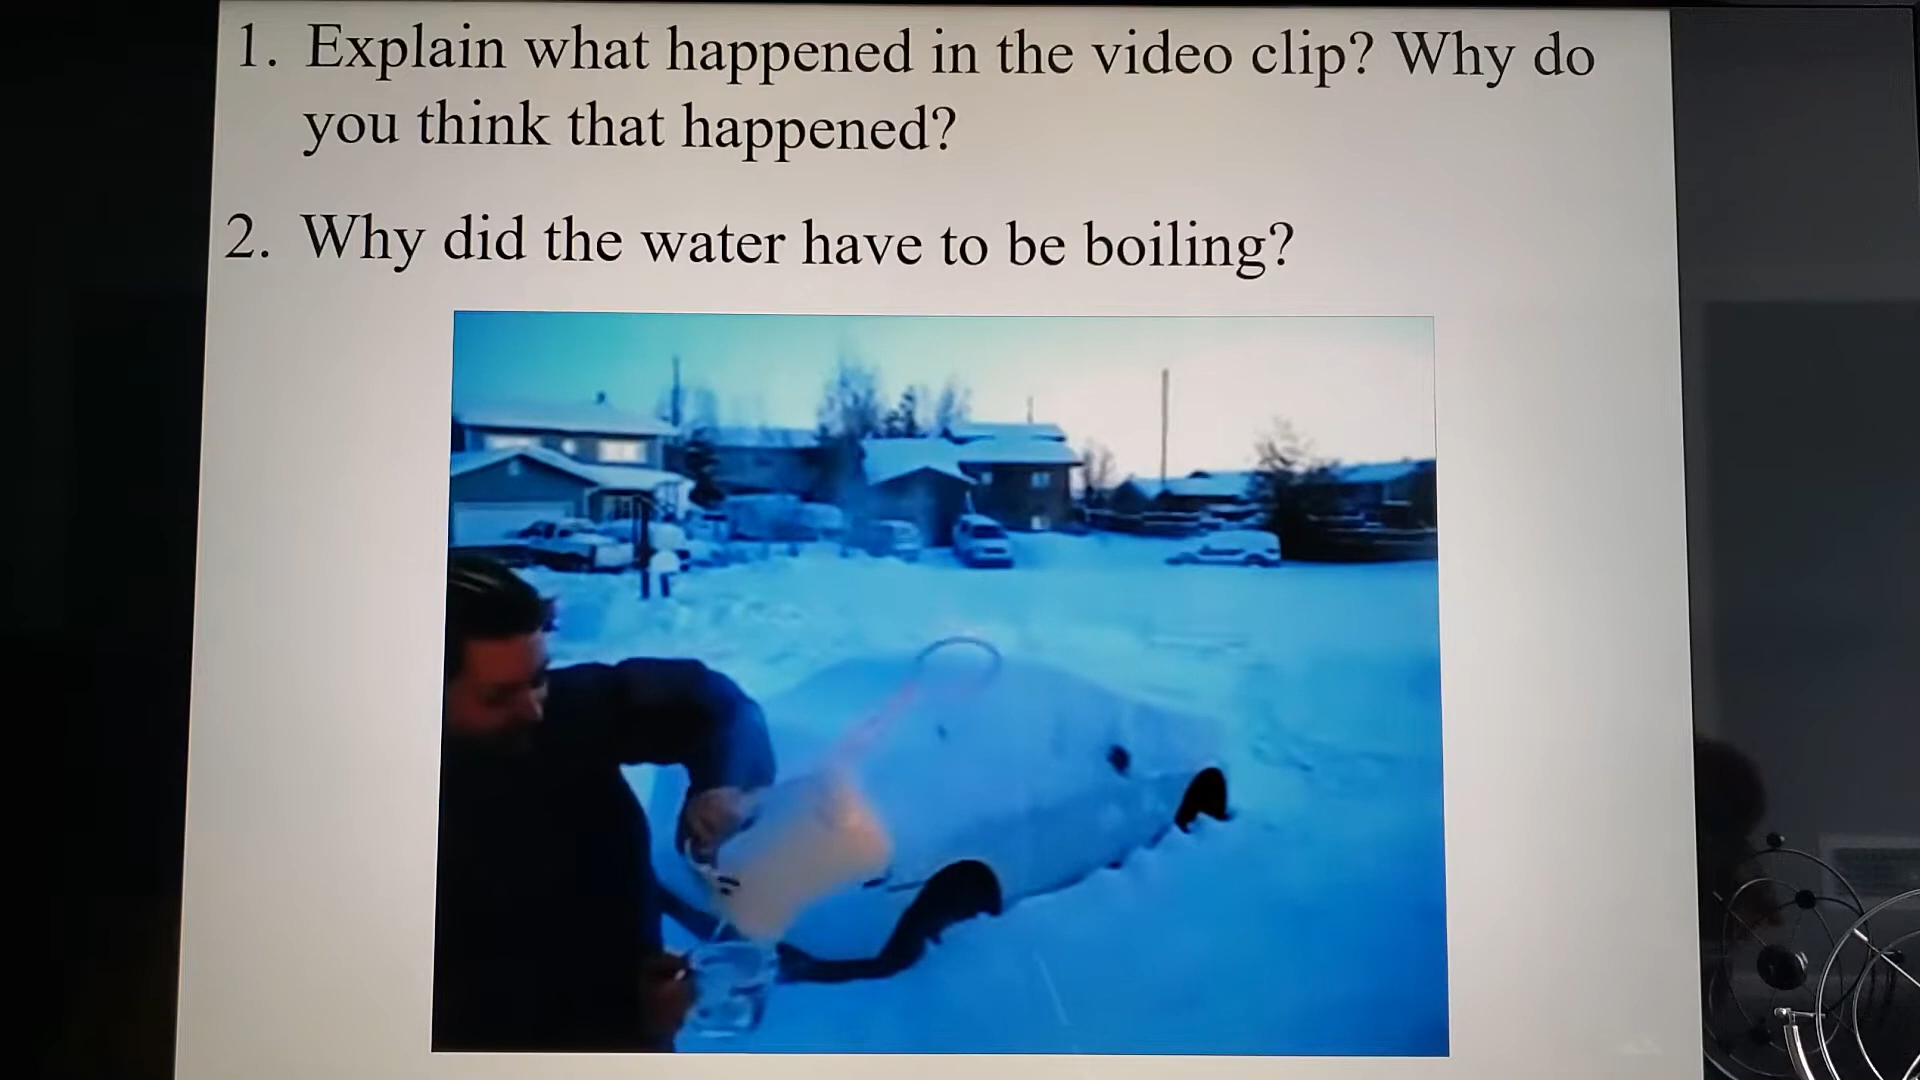 1. Explain what happened in the video clip? Why do
you think that happened?
2. Why did the water have to be boiling?